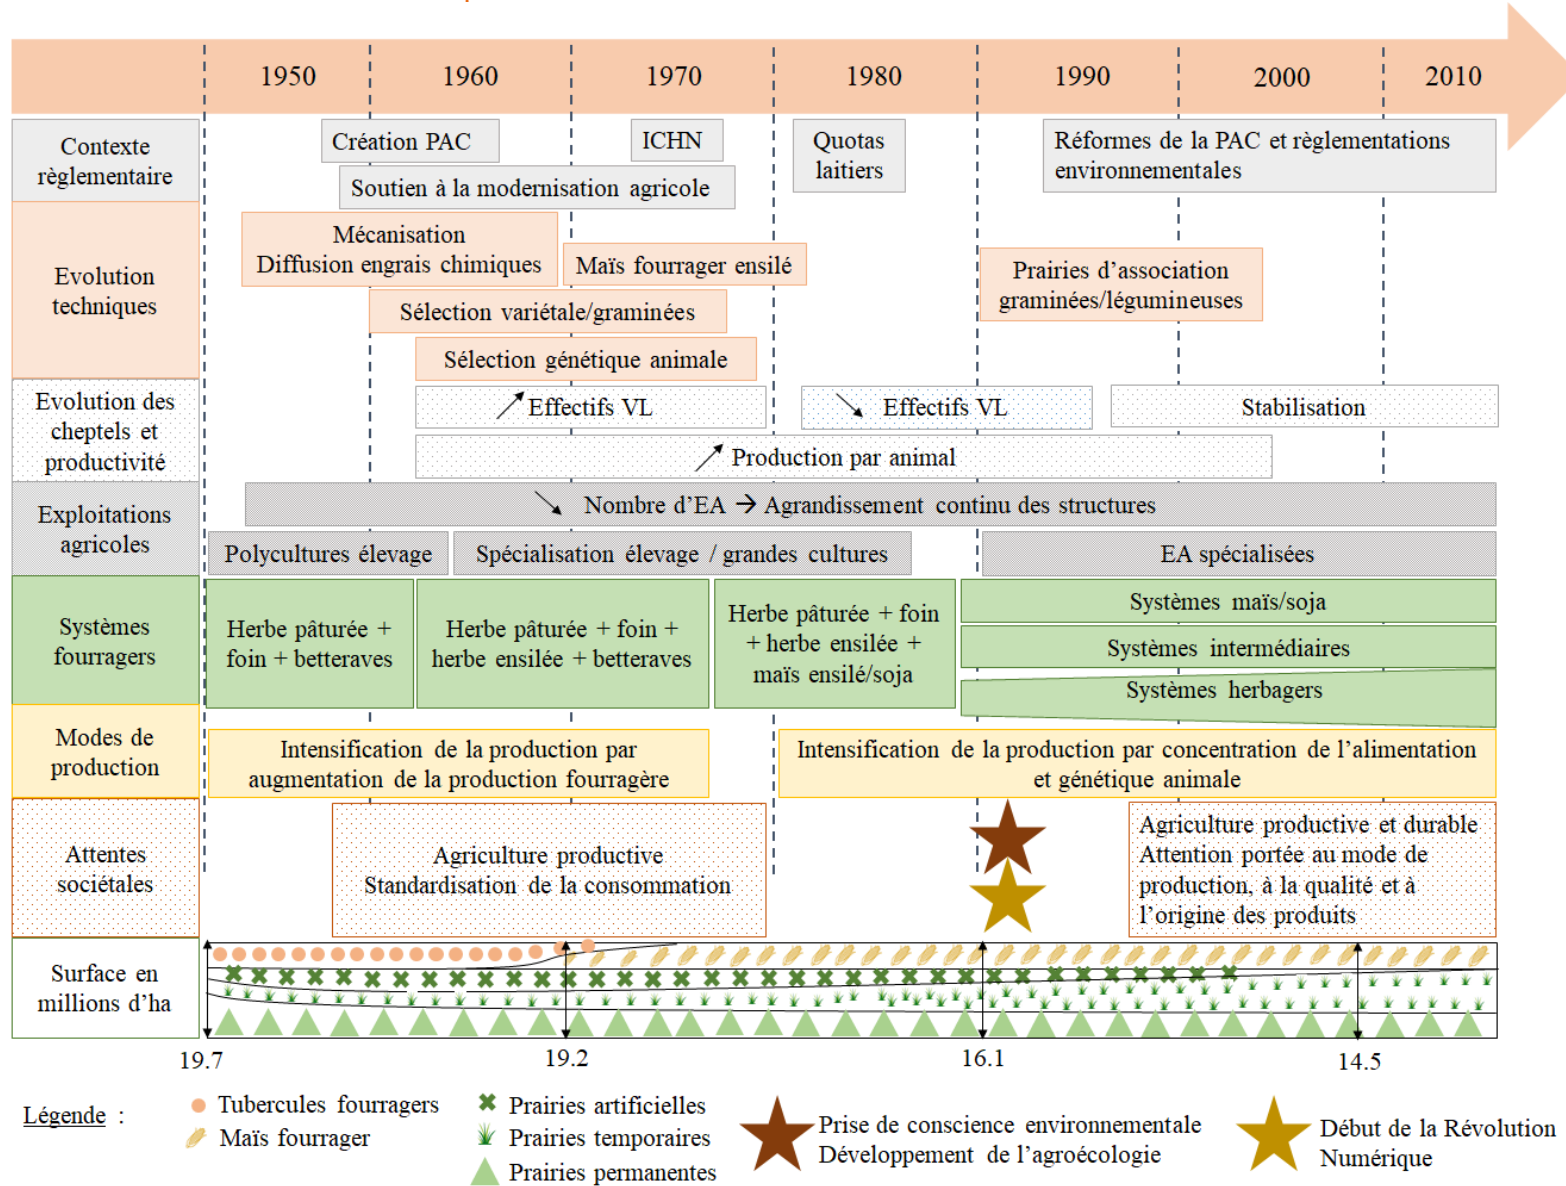 1950
1960
1970
1980
1990
2000
2010
Contexte
règlementaire
Création PAC
ICHN
Quotas
laitiers
Réformes de la PAC et règlementations
environnementales
Soutien à la modernisation agricole
Evolution
techniques
Mécanisation
Diffusion engrais chimiques
Maïs fourrager ensilé
Prairies d’association
graminées/légumineuses
Sélection variétale/graminées
Sélection génétique animale
Evolution des
cheptels et
productivité
Effectifs VL
Effectifs VL
Stabilisation
Production par animal
Exploitations
agricoles
Nombre d’EA → Agrandissement continu des structures
Polycultures élevage
Spécialisation élevage / grandes cultures
EA spécialisées
Systèmes
fourragers
Herbe pâturée +
foin + betteraves
Herbe pâturée + foin +
herbe ensilée + betteraves
Herbe pâturée + foin
+ herbe ensilée +
maïs ensilé/soja
Systèmes maïs/soja
Systèmes intermédiaires
Systèmes herbagers
Modes de
production
Intensification de la production par
augmentation de la production fourragère
Intensification de la production par concentration de l’alimentation
et génétique animale
Attentes
sociétales
Agriculture productive
Standardisation de la consommation
Agriculture productive et durable
Attention portée au mode de
production, à la qualité et à
l’origine des produits
Surface en
millions d’ha
19.7
19.2
16.1
14.5
Légende :
Tubercules fourragers
Maïs fourrager
Prairies artificielles
Prairies temporaires
Prairies permanentes
Prise de conscience environnementale
Développement de l’agroécologie
Début de la Révolution
Numérique